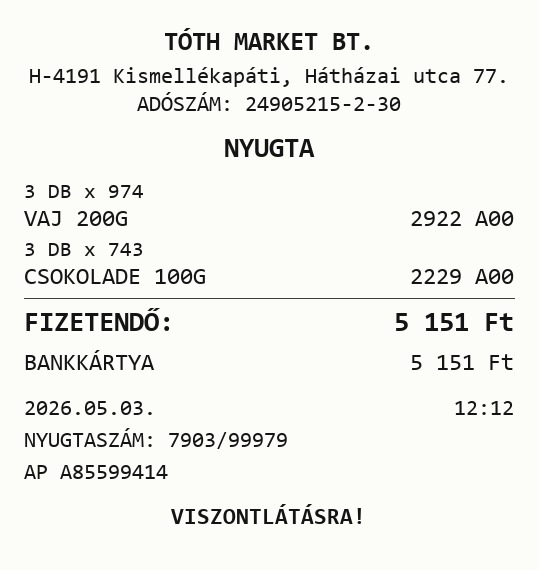 TÓTH MARKET BT.
H-4191 Kismellékapáti, Hátházai utca 77.
ADÓSZÁM: 24905215-2-30
NYUGTA
3 DB x 974
VAJ 200G 2922 A00
3 DB x 743
CSOKOLADE 100G 2229 A00
FIZETENDŐ: 5 151 Ft
BANKKÁRTYA 5 151 Ft
2026.05.03. 12:12
NYUGTASZÁM: 7903/99979
AP A85599414
VISZONTLÁTÁSRA!